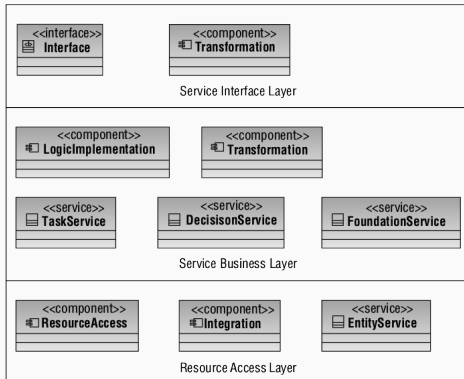 <<interface>> <<component>>
Interface Transformation
Service Interface Layer
<<component>> <<component>>
LogicImplementation Transformation
<<service>> <<service>> <<service>>
TaskService DecisisonService FoundationService
Service Business Layer
<<component>> <<component>> <<service>>
ResourceAccess Integration EntityService
Resource Access Layer